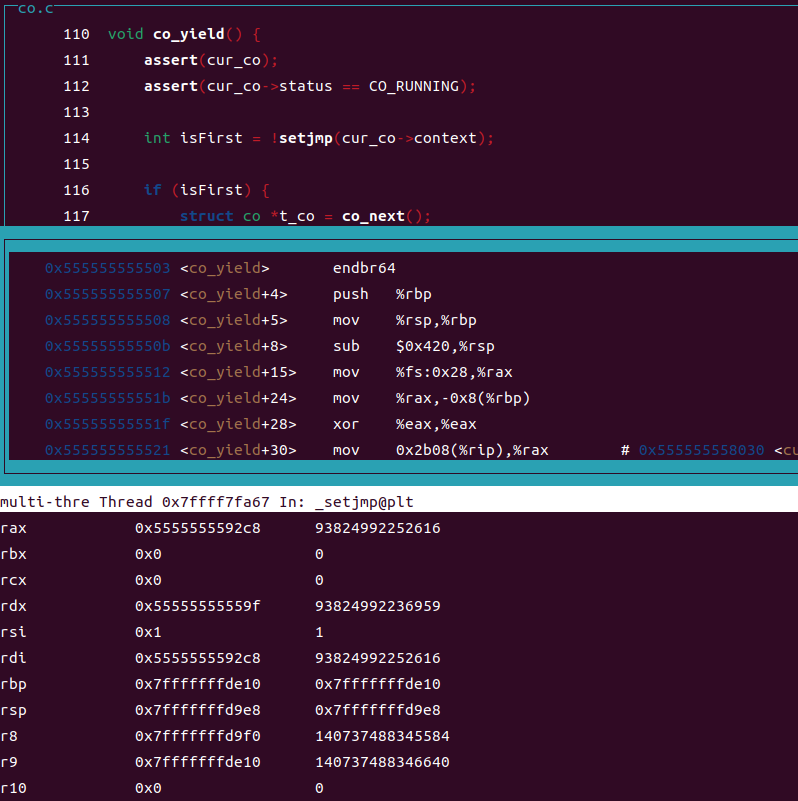 co.c
110 void co_yield() {
111 assert(cur_co);
112 assert(cur_co->status == CO_RUNNING);
113
114 int isFirst = !setjmp(cur_co->context);
115
116 if (isFirst) {
117 struct co *t_co = co_next();
0x555555555503 <co_yield> endbr64
0x555555555507 <co_yield+4> push %rbp
0x555555555508 <co_yield+5> mov %rsp,%rbp
0x55555555550b <co_yield+8> sub $0x420,%rsp
0x555555555512 <co_yield+15> mov %fs:0x28,%rax
0x55555555551b <co_yield+24> mov %rax,-0x8(%rbp)
0x55555555551f <co_yield+28> xor %eax,%eax
0x555555555521 <co_yield+30> mov 0x2b08(%rip),%rax # 0x555555558030 <cu
multi-thre Thread 0x7ffff7fa67 In: _setjmp@plt
rax 0x5555555592c8 93824992252616
rbx 0x0 0
rcx 0x0 0
rdx 0x55555555559f 93824992236959
rsi 0x1 1
rdi 0x5555555592c8 93824992252616
rbp 0x7fffffffde10 0x7fffffffde10
rsp 0x7fffffffd9e8 0x7fffffffd9e8
r8 0x7fffffffd9f0 140737488345584
r9 0x7fffffffde10 140737488346640
r10 0x0 0